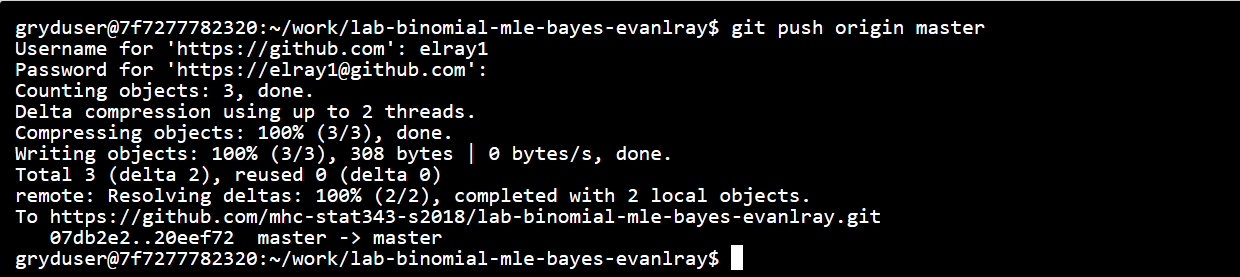 gryduser@7f7277782320:~/work/lab-binomial-mle-bayes-evanlray$ git push origin master
Username for 'https://github.com': elray1
Password for 'https://elray1@github.com':
Counting objects: 3, done.
Delta compression using up to 2 threads.
Compressing objects: 100% (3/3), done.
Writing objects: 100% (3/3), 308 bytes | 0 bytes/s, done.
Total 3 (delta 2), reused 0 (delta 0)
remote: Resolving deltas: 100% (2/2), completed with 2 local objects.
To https://github.com/mhc-stat343-s2018/lab-binomial-mle-bayes-evanlray.git
   07db2e2..20eef72  master -> master
gryduser@7f7277782320:~/work/lab-binomial-mle-bayes-evanlray$